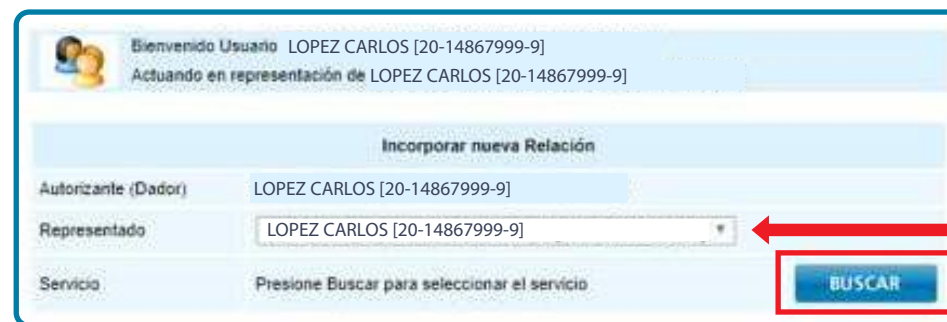 Bienvenido Usuario LOPEZ CARLOS [20-14867999-9]
Actuando en representación de LOPEZ CARLOS [20-14867999-9]
Incorporar nueva Relación
Autorizante (Dador) LOPEZ CARLOS [20-14867999-9]
Representado LOPEZ CARLOS [20-14867999-9]
Servicio Presione Buscar para seleccionar el servicio BUSCAR